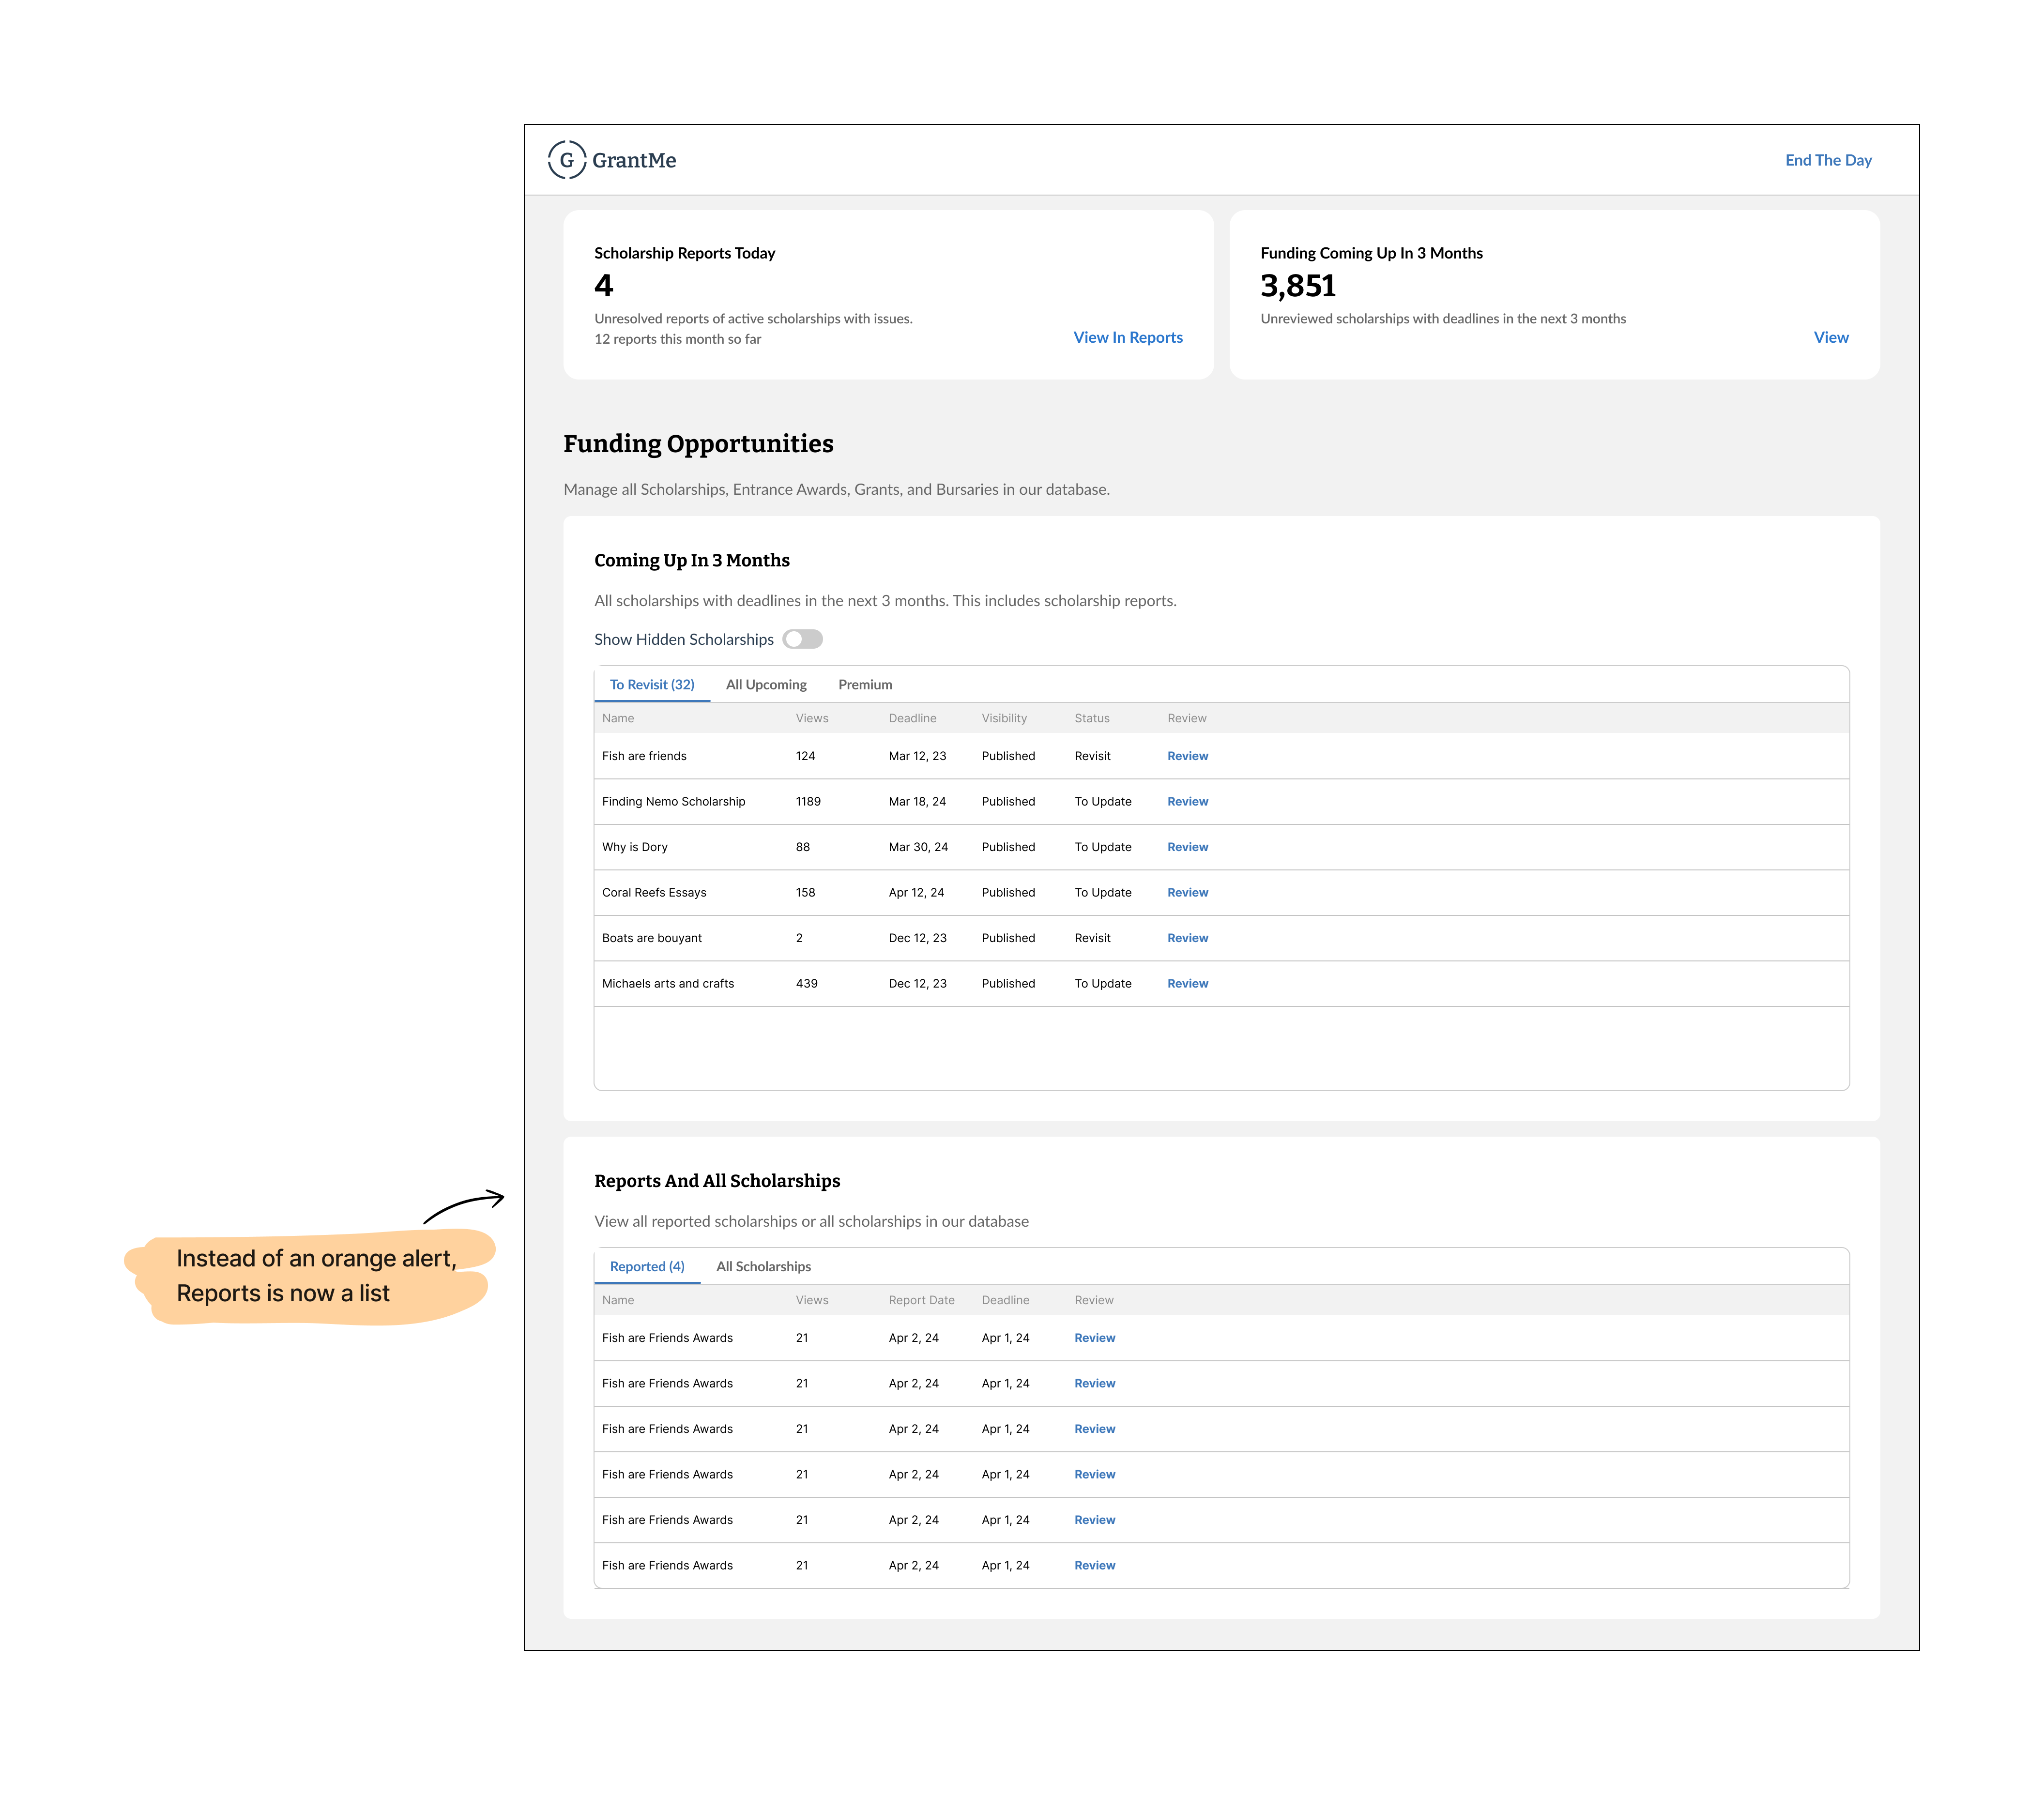 G GrantMe
End The Day
Scholarship Reports Today
4
Unresolved reports of active scholarships with issues.
12 reports this month so far
View In Reports
Funding Coming Up In 3 Months
3,851
Unreviewed scholarships with deadlines in the next 3 months
View
Funding Opportunities
Manage all Scholarships, Entrance Awards, Grants, and Bursaries in our database.
Coming Up In 3 Months
All scholarships with deadlines in the next 3 months. This includes scholarship reports.
Show Hidden Scholarships
To Revisit (32) All Upcoming Premium
Name Views Deadline Visibility Status Review
Fish are friends 124 Mar 12, 23 Published Revisit Review
Finding Nemo Scholarship 1189 Mar 18, 24 Published To Update Review
Why is Dory 88 Mar 30, 24 Published To Update Review
Coral Reefs Essays 158 Apr 12, 24 Published To Update Review
Boats are bouyant 2 Dec 12, 23 Published Revisit Review
Michaels arts and crafts 439 Dec 12, 23 Published To Update Review
Instead of an orange alert,
Reports is now a list
Reports And All Scholarships
View all reported scholarships or all scholarships in our database
Reported (4) All Scholarships
Name Views Report Date Deadline Review
Fish are Friends Awards 21 Apr 2, 24 Apr 1, 24 Review
Fish are Friends Awards 21 Apr 2, 24 Apr 1, 24 Review
Fish are Friends Awards 21 Apr 2, 24 Apr 1, 24 Review
Fish are Friends Awards 21 Apr 2, 24 Apr 1, 24 Review
Fish are Friends Awards 21 Apr 2, 24 Apr 1, 24 Review
Fish are Friends Awards 21 Apr 2, 24 Apr 1, 24 Review